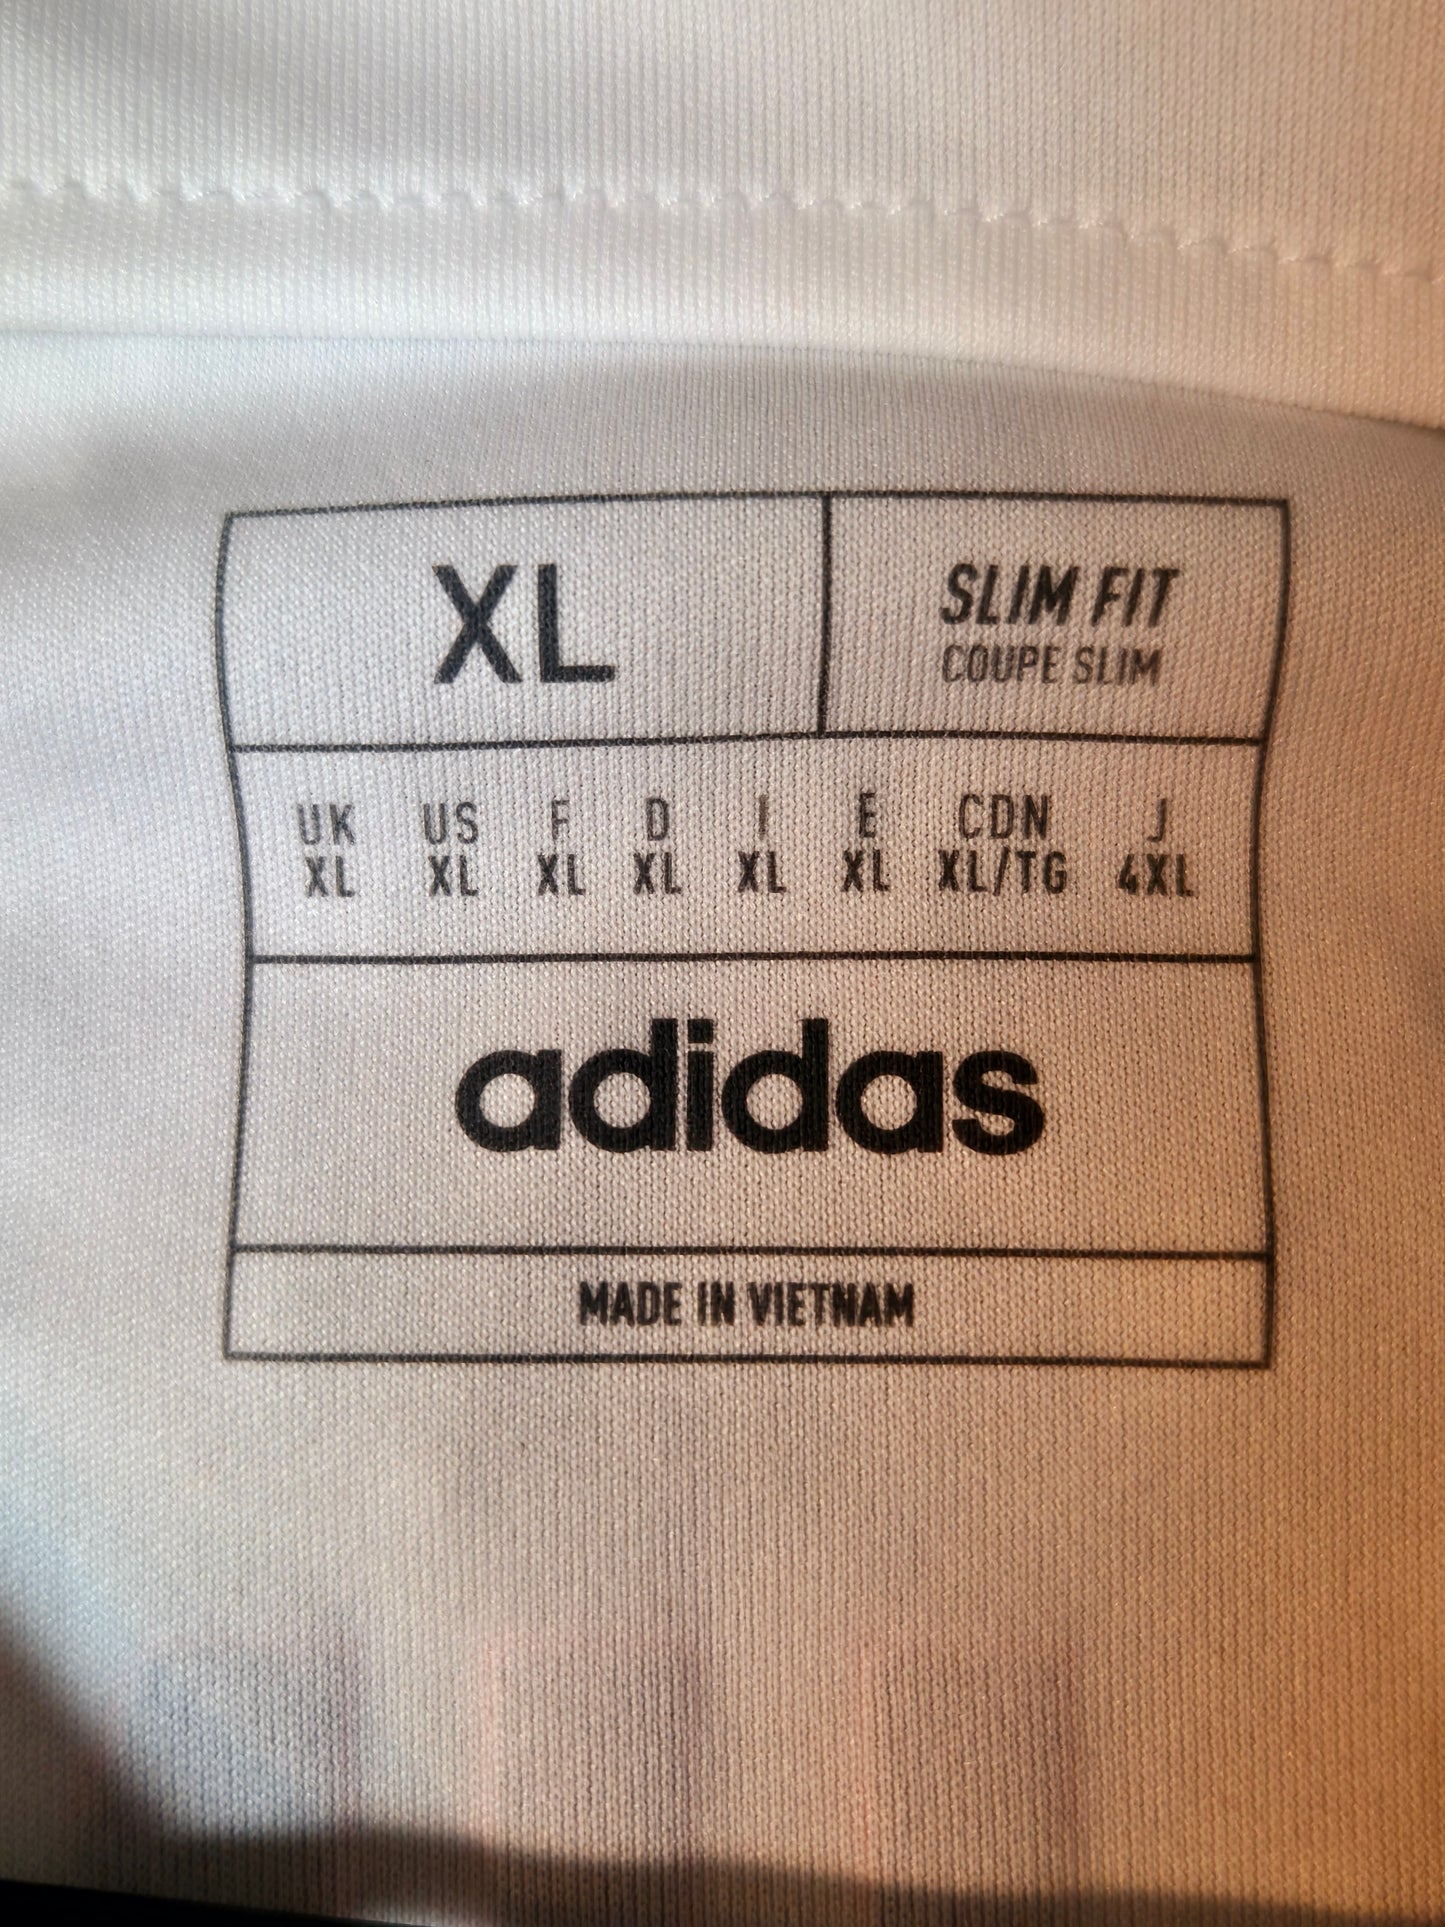 XL
SLIM FIT
COUPE SLIM
UK US F D I E CDN J
XL XL XL XL XL XL XL/TG 4XL
adidas
MADE IN VIETNAM